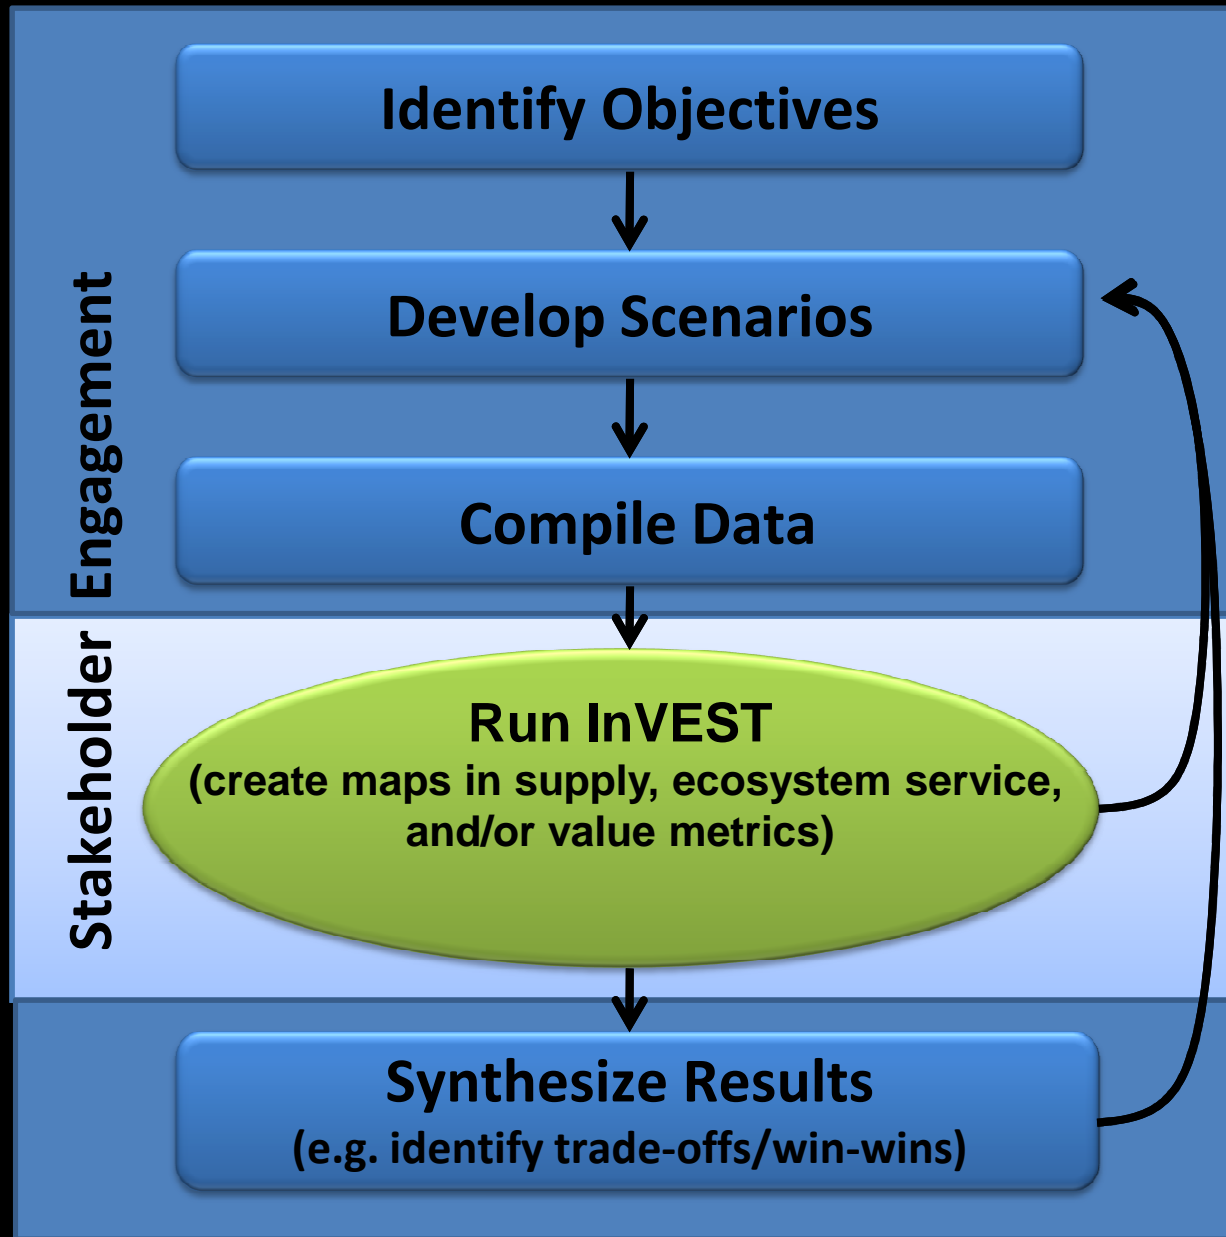 Identify Objectives
Develop Scenarios
Compile Data
Stakeholder Engagement
Run InVEST
(create maps in supply, ecosystem service,
and/or value metrics)
Synthesize Results
(e.g. identify trade-offs/win-wins)